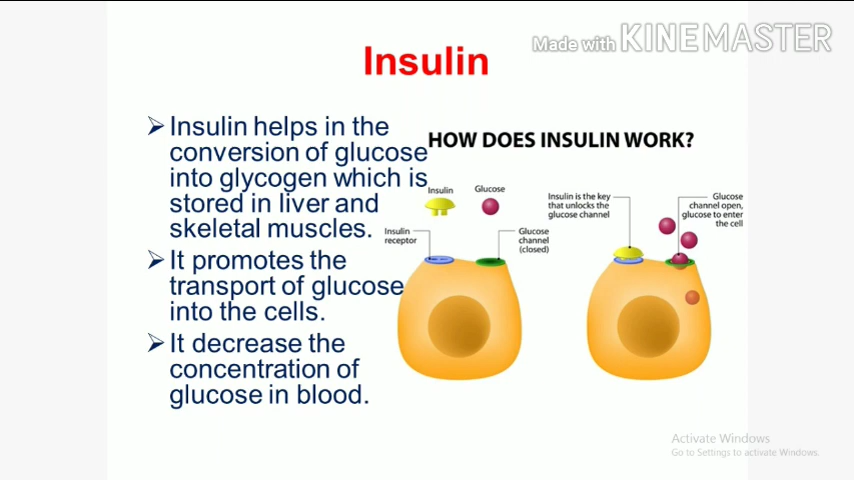 Made with KINEMASTER
Insulin
➢ Insulin helps in the
conversion of glucose
into glycogen which is
stored in liver and
skeletal muscles.
➢ It promotes the
transport of glucose
into the cells.
➢ It decrease the
concentration of
glucose in blood.
HOW DOES INSULIN WORK?
Insulin
Glucose
Insulin
receptor
Glucose
channel
(closed)
Insulin is the key
that unlocks the
glucose channel
Glucose
channel open,
glucose to enter
the cell
Activate Windows
Go to Settings to activate Windows.